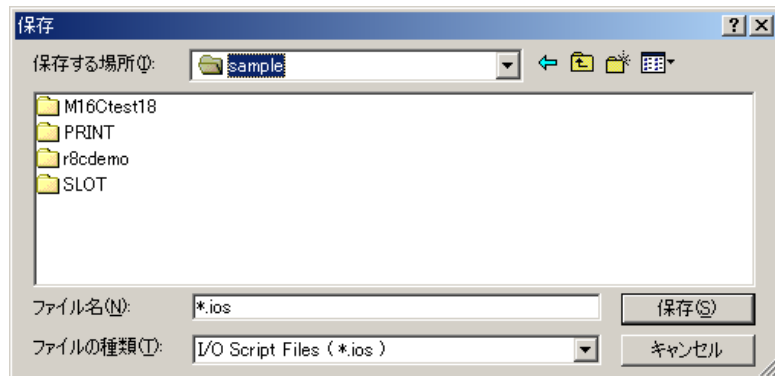 保存
保存する場所(I):
sample
M16Ctest18
PRINT
r8cdemo
SLOT
ファイル名(N):
*.ios
保存(S)
ファイルの種類(T):
I/O Script Files ( *.ios )
キャンセル